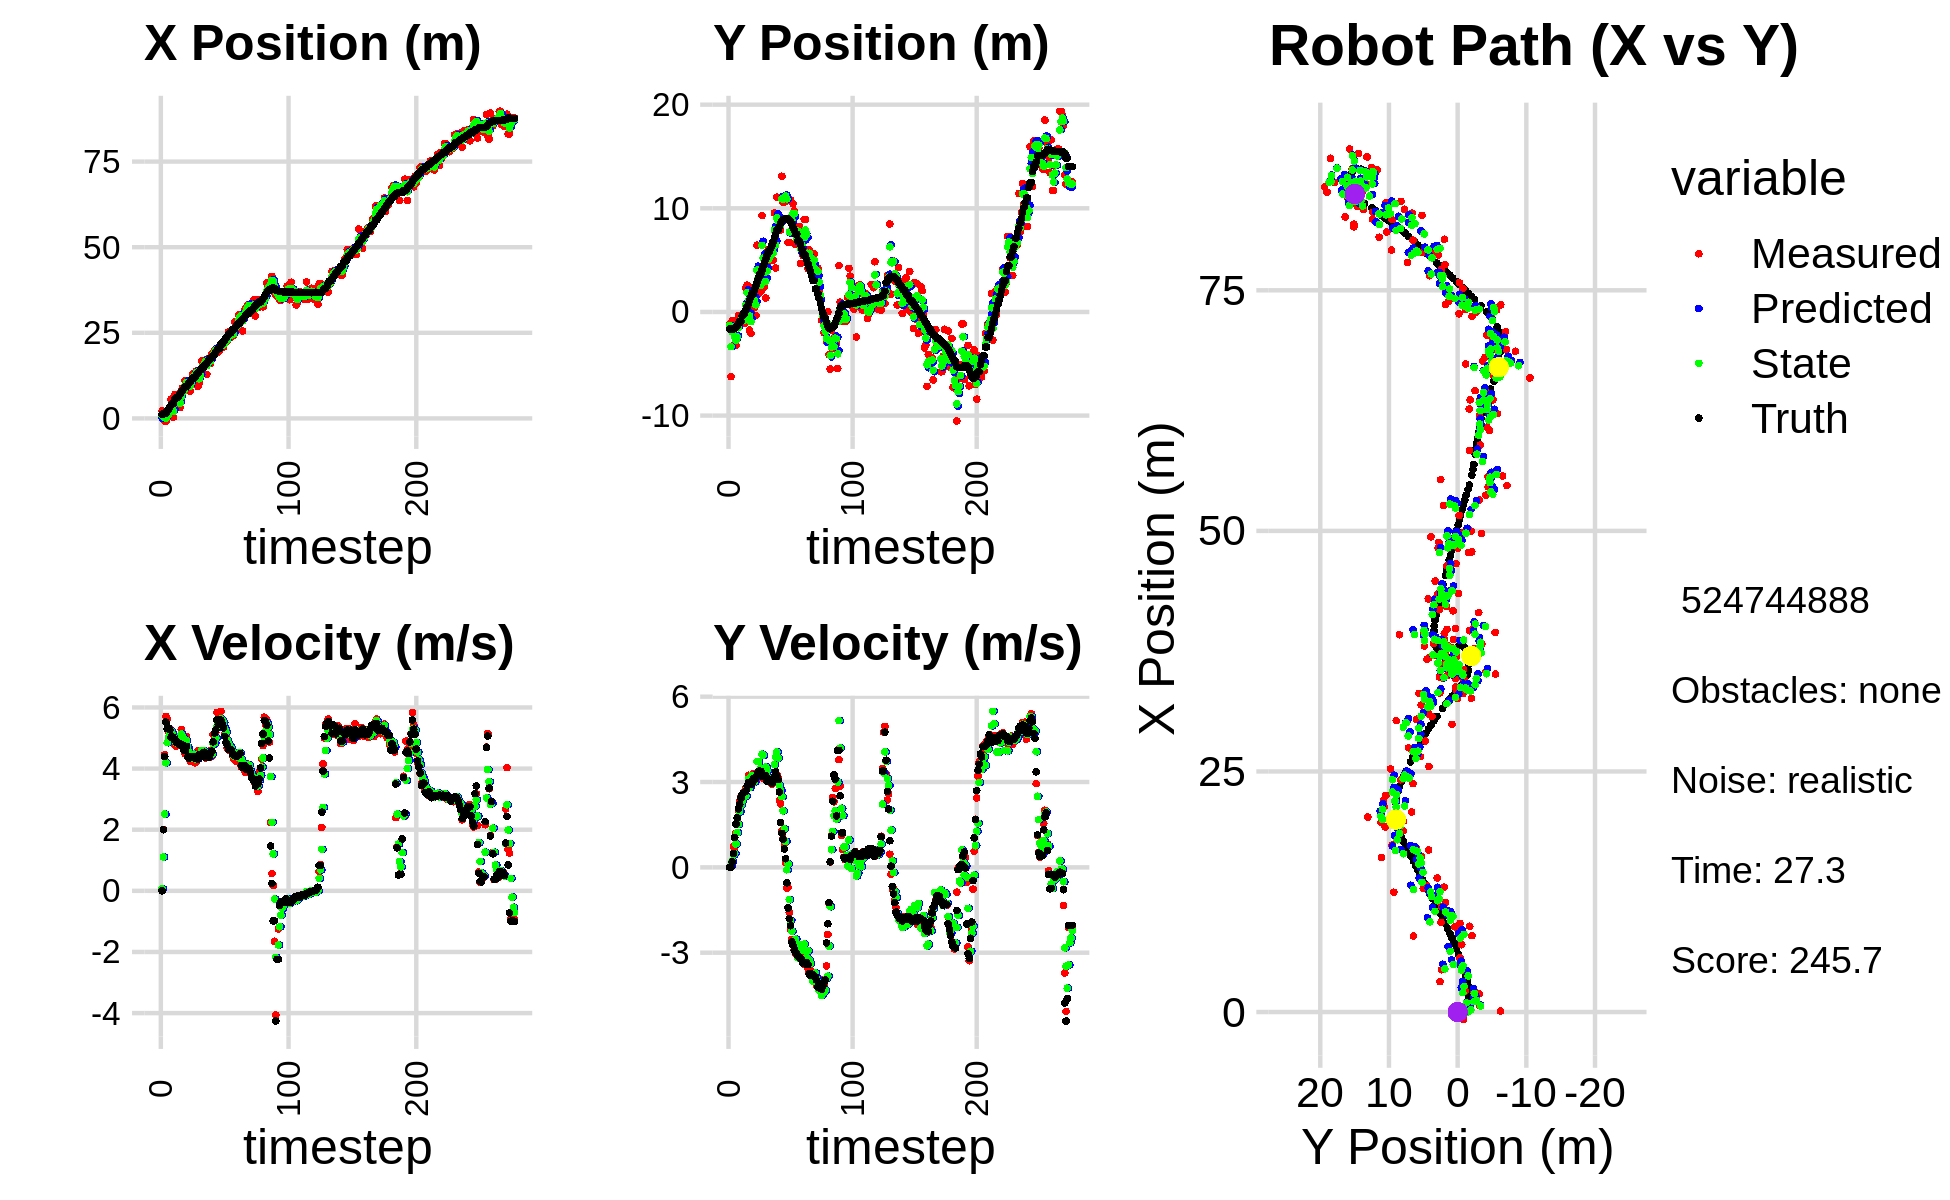 X Position (m)
75
50
25
0
0
100
200
timestep
Y Position (m)
20
10
0
-10
0
100
200
timestep
X Velocity (m/s)
6
4
2
0
-2
-4
0
100
200
timestep
Y Velocity (m/s)
6
3
0
-3
0
100
200
timestep
Robot Path (X vs Y)
X Position (m)
75
50
25
0
20 10 0 -10 -20
Y Position (m)
variable
Measured
Predicted
State
Truth
524744888
Obstacles: none
Noise: realistic
Time: 27.3
Score: 245.7